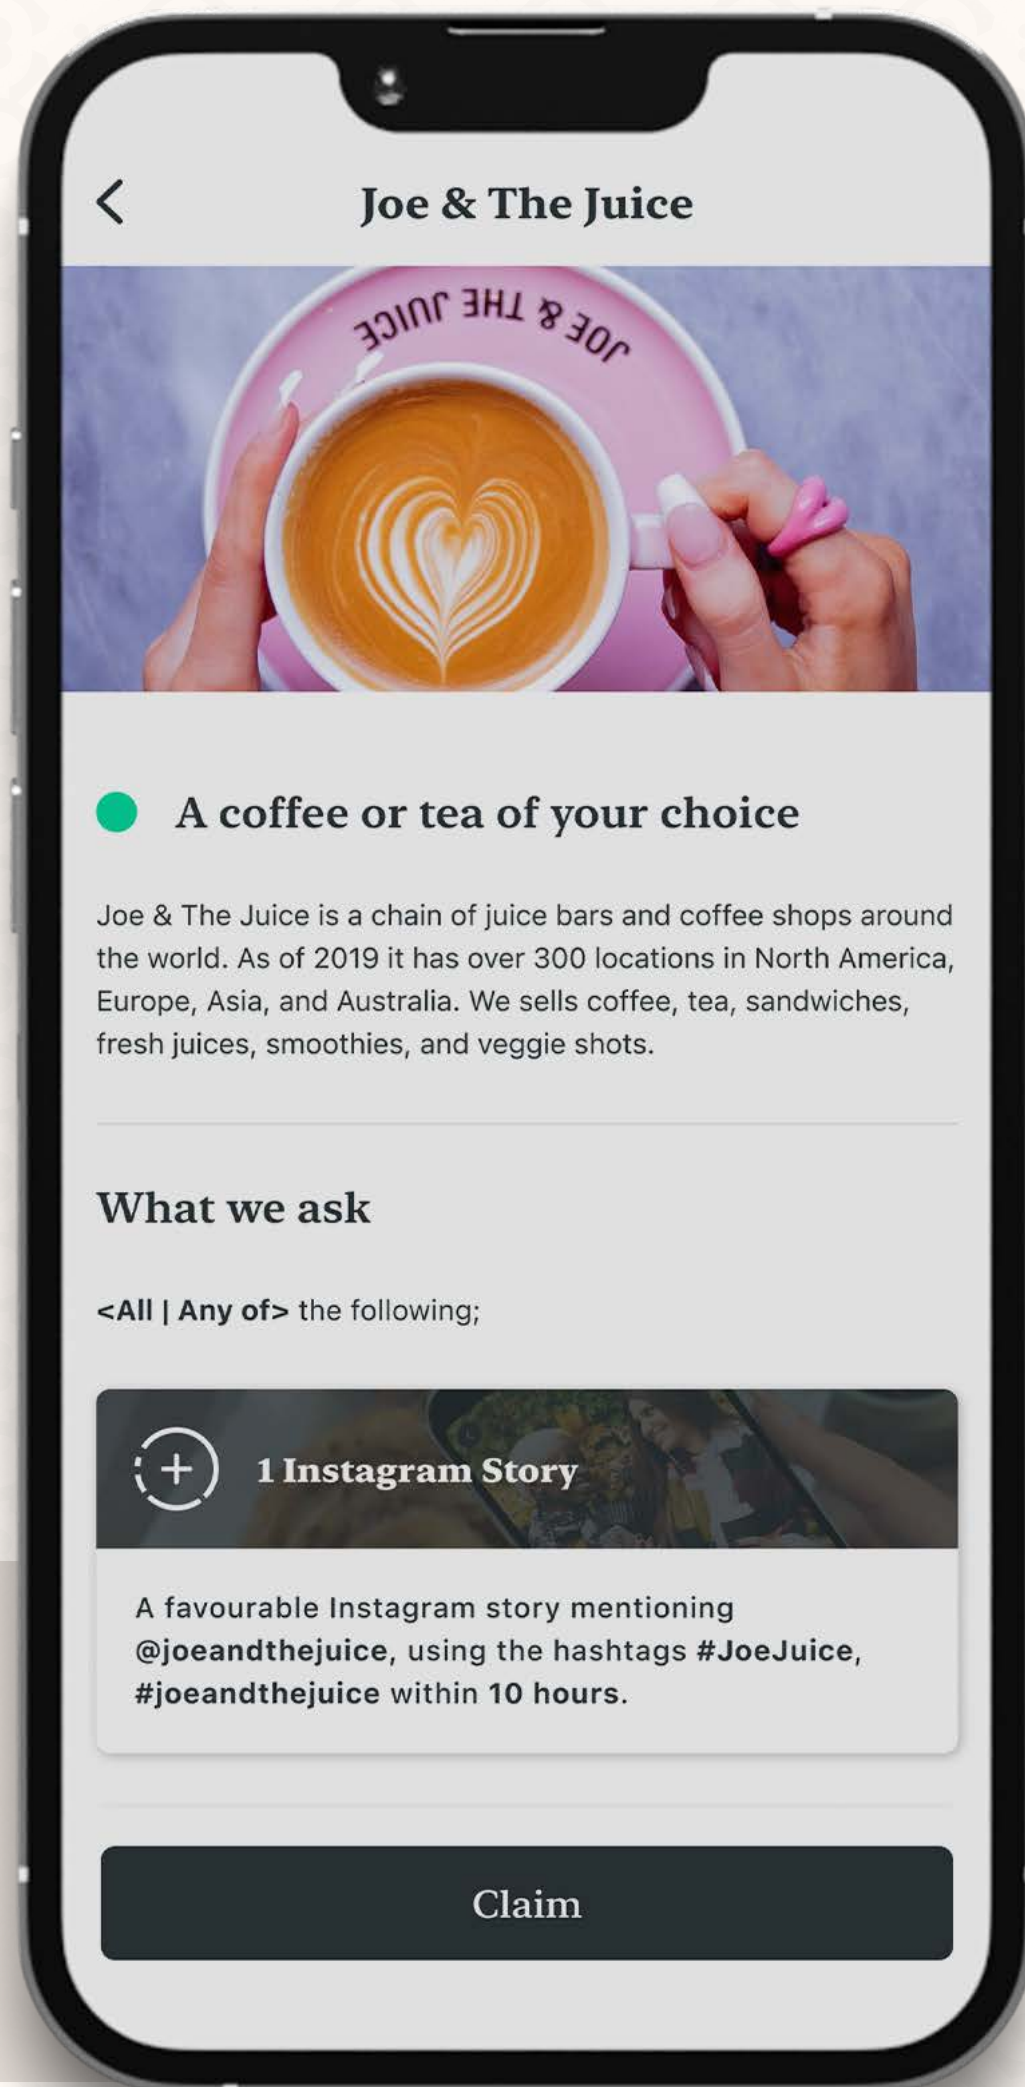 Joe & The Juice
JOE & THE JUICE
A coffee or tea of your choice
Joe & The Juice is a chain of juice bars and coffee shops around
the world. As of 2019 it has over 300 locations in North America,
Europe, Asia, and Australia. We sells coffee, tea, sandwiches,
fresh juices, smoothies, and veggie shots.
What we ask
<All | Any of> the following;
1 Instagram Story
A favourable Instagram story mentioning
@joeandthejuice, using the hashtags #JoeJuice,
#joeandthejuice within 10 hours.
Claim